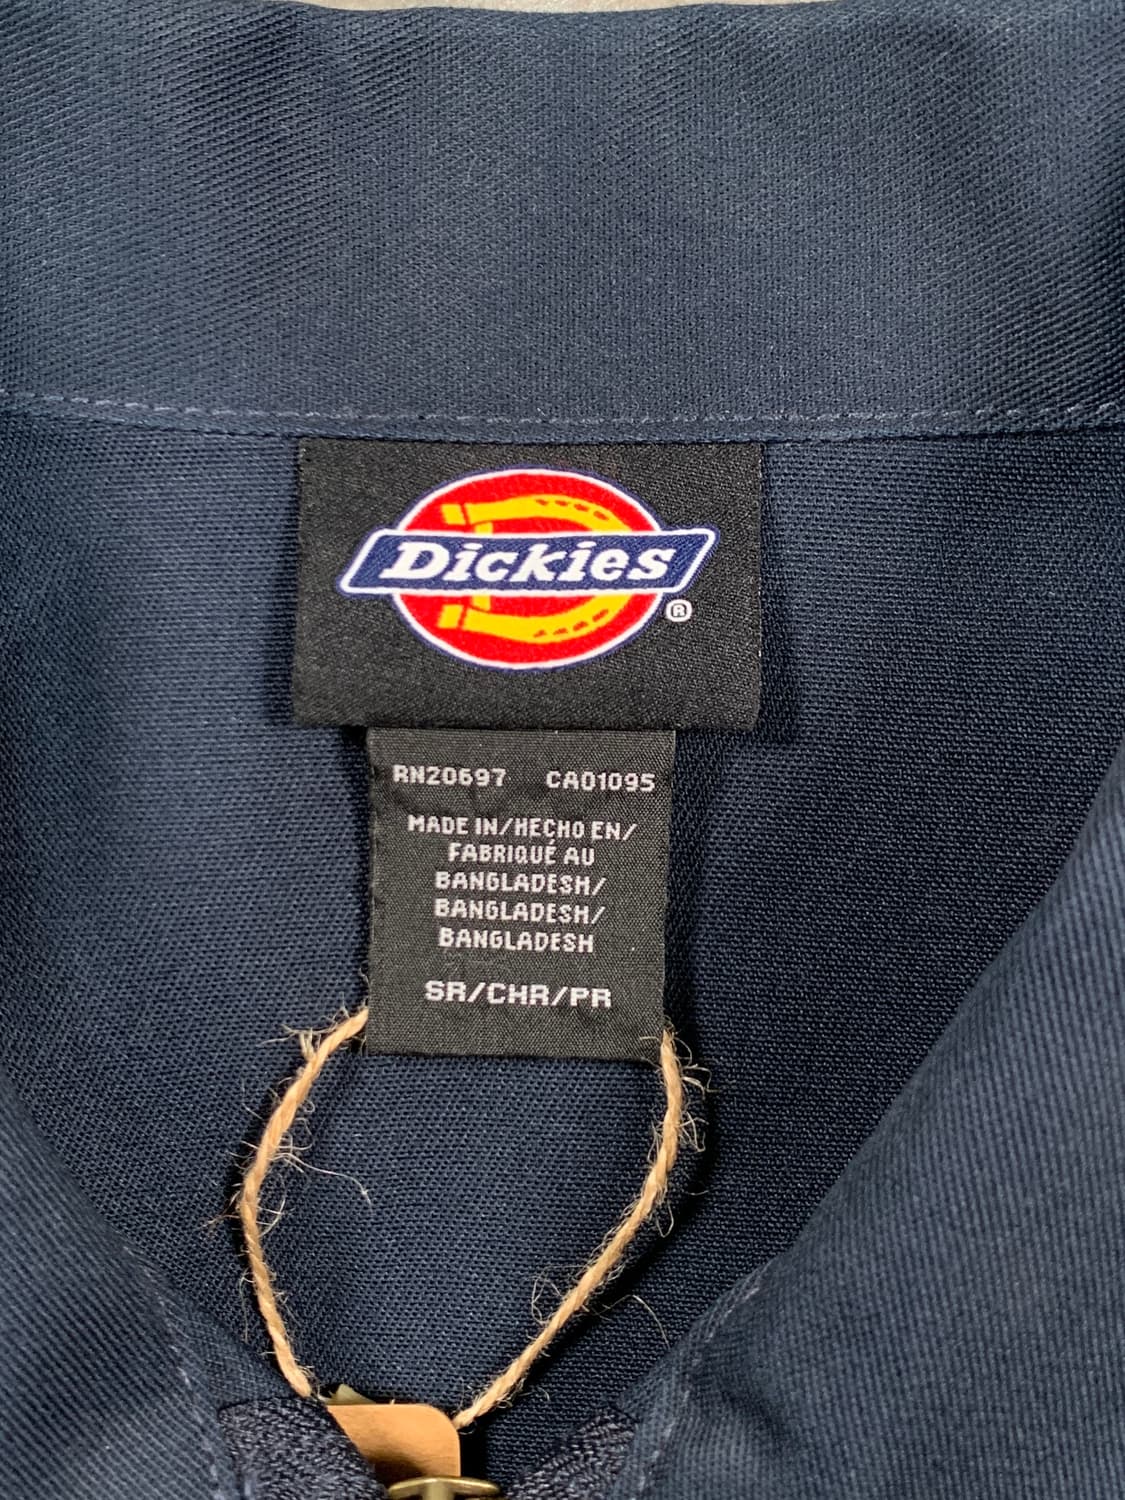 Dickies
®
RN20697 CA01095
MADE IN/HECHO EN/
FABRIQUÉ AU
BANGLADESH/
BANGLADESH/
BANGLADESH
SR/CHR/PR